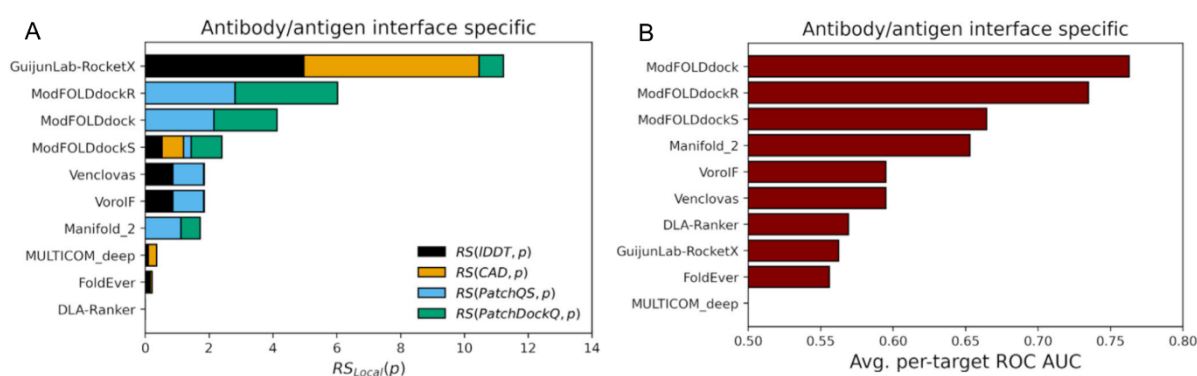 A
Antibody/antigen interface specific
GuijunLab-RocketX
ModFOLDdockR
ModFOLDdock
ModFOLDdockS
Venclovas
VoroIF
Manifold_2
MULTICOM_deep
FoldEver
DLA-Ranker
RS(lDDT, p)
RS(CAD, p)
RS(PatchQS, p)
RS(PatchDockQ, p)
0 2 4 6 8 10 12 14
RS_Local(p)
B
Antibody/antigen interface specific
ModFOLDdock
ModFOLDdockR
ModFOLDdockS
Manifold_2
VoroIF
Venclovas
DLA-Ranker
GuijunLab-RocketX
FoldEver
MULTICOM_deep
0.50 0.55 0.60 0.65 0.70 0.75 0.80
Avg. per-target ROC AUC